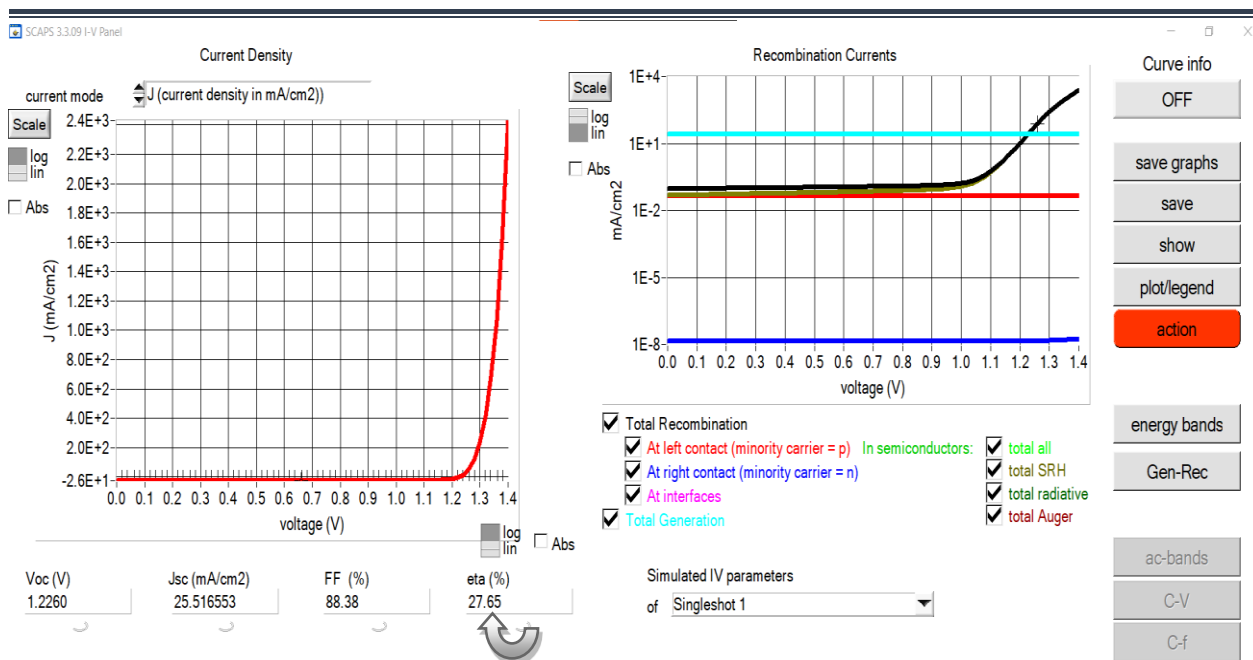 SCAPS 3.3.09 I-V Panel
Current Density
current mode
J (current density in mA/cm2))
Scale
log
lin
Abs
J (mA/cm2)
2.4E+3
2.2E+3
2.0E+3
1.8E+3
1.6E+3
1.4E+3
1.2E+3
1.0E+3
8.0E+2
6.0E+2
4.0E+2
2.0E+2
-2.6E+1
0.0 0.1 0.2 0.3 0.4 0.5 0.6 0.7 0.8 0.9 1.0 1.1 1.2 1.3 1.4
voltage (V)
log
lin
Abs
Voc (V)
1.2260
Jsc (mA/cm2)
25.516553
FF (%)
88.38
eta (%)
27.65
Recombination Currents
Scale
log
lin
Abs
mA/cm2
1E+4
1E+1
1E-2
1E-5
1E-8
0.0 0.1 0.2 0.3 0.4 0.5 0.6 0.7 0.8 0.9 1.0 1.1 1.2 1.3 1.4
voltage (V)
Total Recombination
At left contact (minority carrier = p)
At right contact (minority carrier = n)
At interfaces
Total Generation
In semiconductors:
total all
total SRH
total radiative
total Auger
Simulated IV parameters
of Singleshot 1
Curve info
OFF
save graphs
save
show
plot/legend
action
energy bands
Gen-Rec
ac-bands
C-V
C-f